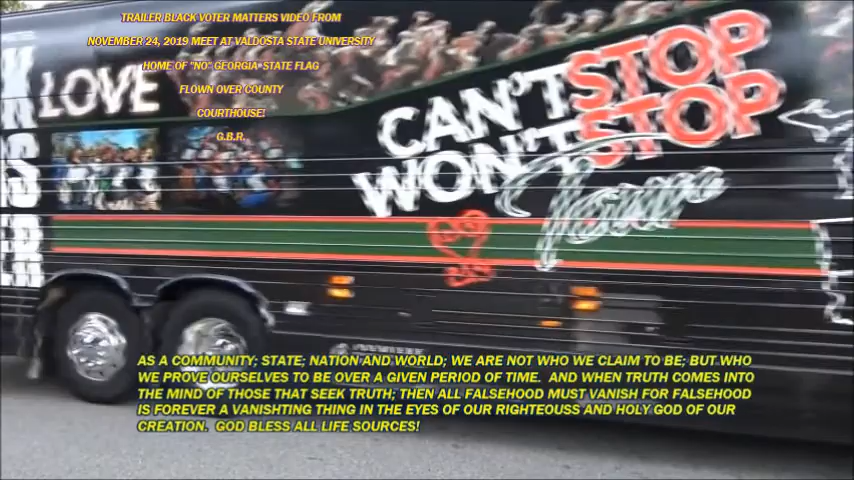 TRAILER BLACK VOTER MATTERS VIDEO FROM
NOVEMBER 24, 2019 MEET AT VALDOSTA STATE UNIVERSITY
HOME OF "NO" GEORGIA STATE FLAG
FLOWN OVER COUNTY
COURTHOUSE!
G.B.R.
LOVE
CAN'T STOP
WON'T STOP
AS A COMMUNITY; STATE; NATION AND WORLD; WE ARE NOT WHO WE CLAIM TO BE; BUT WHO
WE PROVE OURSELVES TO BE OVER A GIVEN PERIOD OF TIME. AND WHEN TRUTH COMES INTO
THE MIND OF THOSE THAT SEEK TRUTH; THEN ALL FALSEHOOD MUST VANISH FOR FALSEHOOD
IS FOREVER A VANISHING THING IN THE EYES OF OUR RIGHTEOUSS AND HOLY GOD OF OUR
CREATION. GOD BLESS ALL LIFE SOURCES!